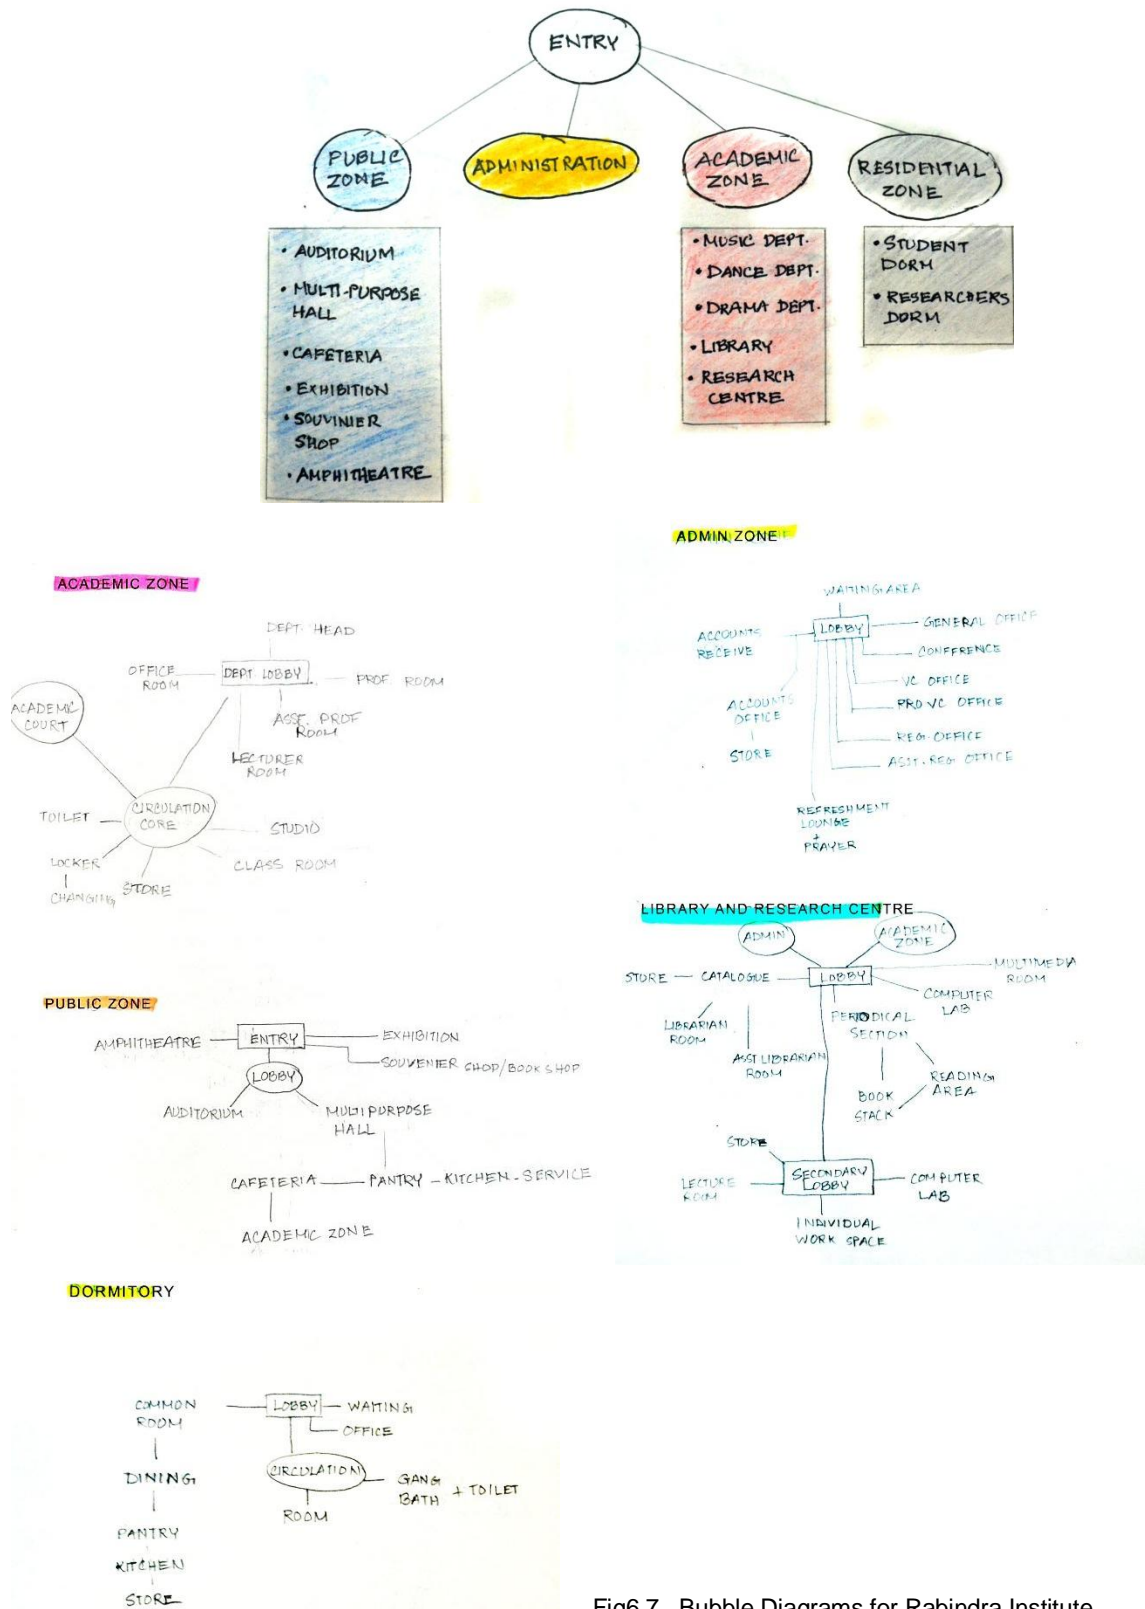 ENTRY
PUBLIC
ZONE
ADMINISTRATION
ACADEMIC
ZONE
RESIDENTIAL
ZONE
• AUDITORIUM
• MULTI-PURPOSE
HALL
• CAFETERIA
• EXHIBITION
• SOUVINIER
SHOP
• AMPHITHEATRE
• MUSIC DEPT.
• DANCE DEPT.
• DRAMA DEPT.
• LIBRARY
• RESEARCH
CENTRE
• STUDENT
DORM
• RESEARCHERS
DORM
ACADEMIC ZONE
DEPT. HEAD
OFFICE
ROOM
DEPT LOBBY
PROF ROOM
ASST. PROF
ROOM
LECTURER
ROOM
ACADEMIC
COURT
CIRCULATION
CORE
TOILET
STUDIO
LOCKER
CLASS ROOM
CHANGING
STORE
ADMIN ZONE
WAITING AREA
LOBBY
GENERAL OFFICE
ACCOUNTS
RECEIVE
CONFFRENCE
VC OFFICE
ACCOUNTS
OFFICE
PRO VC OFFICE
STORE
REG. OFFICE
ASST. REG OFFICE
REFRESHMENT
LOUNGE
+
PRAYER
LIBRARY AND RESEARCH CENTRE
ADMIN
ACADEMIC
ZONE
STORE — CATALOGUE
LOBBY
MULTIMEDIA
ROOM
COMPUTER
LAB
LIBRARIAN
ROOM
PERIODICAL
SECTION
ASST LIBRARIAN
ROOM
READING
AREA
BOOK
STACK
STORE
LECTURE
ROOM
SECONDARY
LOBBY
COMPUTER
LAB
INDIVIDUAL
WORK SPACE
PUBLIC ZONE
AMPHITHEATRE
ENTRY
EXHIBITION
SOUVENIER SHOP/BOOK SHOP
LOBBY
AUDITORIUM
MULTIPURPOSE
HALL
CAFETERIA — PANTRY - KITCHEN - SERVICE
ACADEMIC ZONE
DORMITORY
COMMON
ROOM
LOBBY
WAITING
OFFICE
DINING
CIRCULATION
GANG
BATH
+ TOILET
ROOM
PANTRY
KITCHEN
STORE
Fig6.7 Bubble Diagrams for Rabindra Institute